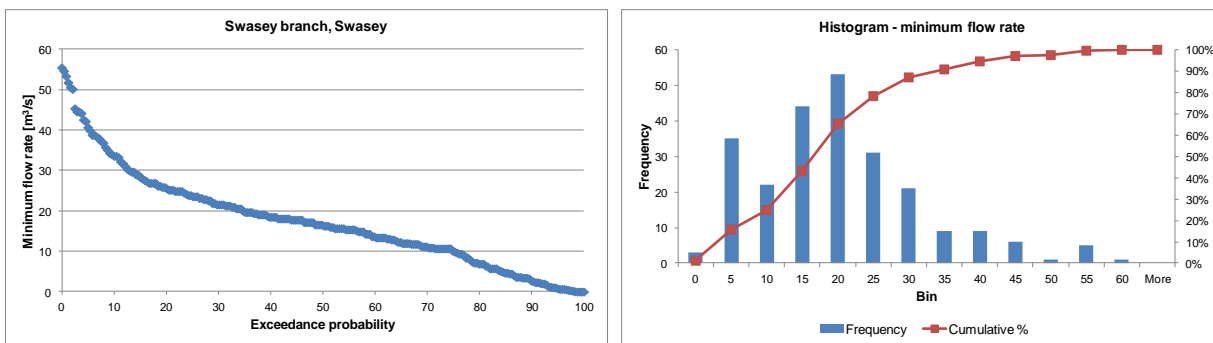 Swasey branch, Swasey
Minimum flow rate [m³/s]
60
50
40
30
20
10
0
0 10 20 30 40 50 60 70 80 90 100
Exceedance probability
Histogram - minimum flow rate
Frequency
60
50
40
30
20
10
0
100%
90%
80%
70%
60%
50%
40%
30%
20%
10%
0%
0 5 10 15 20 25 30 35 40 45 50 55 60 More
Bin
Frequency Cumulative %